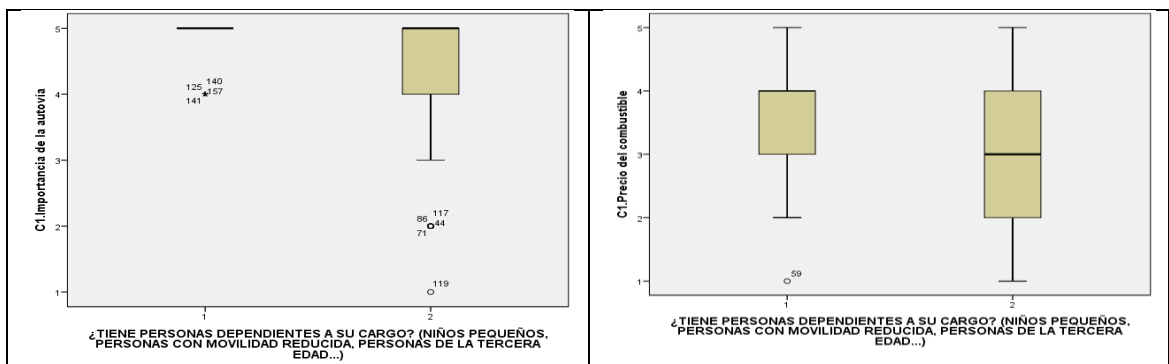 C1.Importancia de la autovía
5
4
3
2
1
125 140
157
141
86 117
44
71
119
1 2
¿TIENE PERSONAS DEPENDIENTES A SU CARGO? (NIÑOS PEQUEÑOS,
PERSONAS CON MOVILIDAD REDUCIDA, PERSONAS DE LA TERCERA
EDAD...)
C1.Precio del combustible
5
4
3
2
1
59
1 2
¿TIENE PERSONAS DEPENDIENTES A SU CARGO? (NIÑOS PEQUEÑOS,
PERSONAS CON MOVILIDAD REDUCIDA, PERSONAS DE LA TERCERA
EDAD...)